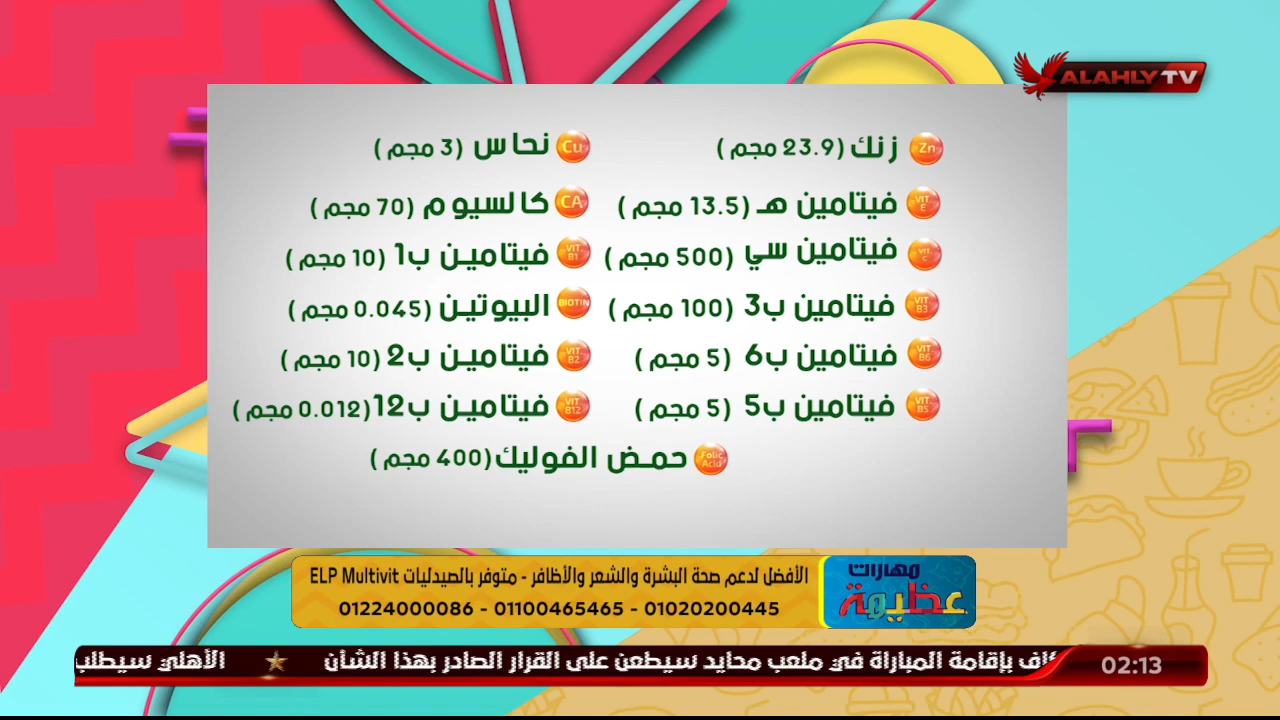 ALAHLY TV
Zn زنك (23.9 مجم)
Cu نحاس (3 مجم)
VIT E فيتامين هـ (13.5 مجم)
CA كالسيوم (70 مجم)
VIT C فيتامين سي (500 مجم)
VIT B1 فيتامين ب1 (10 مجم)
VIT B3 فيتامين ب3 (100 مجم)
BIOTIN البيوتين (0.045 مجم)
VIT B6 فيتامين ب6 (5 مجم)
VIT B2 فيتامين ب2 (10 مجم)
VIT B5 فيتامين ب5 (5 مجم)
VIT B12 فيتامين ب12 (0.012 مجم)
Folic Acid حمض الفوليك (400 مجم)
مهارات
عظيمة
الأفضل لدعم صحة البشرة والشعر والأظافر - متوفر بالصيدليات ELP Multivit
01224000086 - 01100465465 - 01020200445
02:13
بإقامة المباراة في ملعب محايد سيطعن على القرار الصادر بهذا الشأن
الأهلي سيطلب